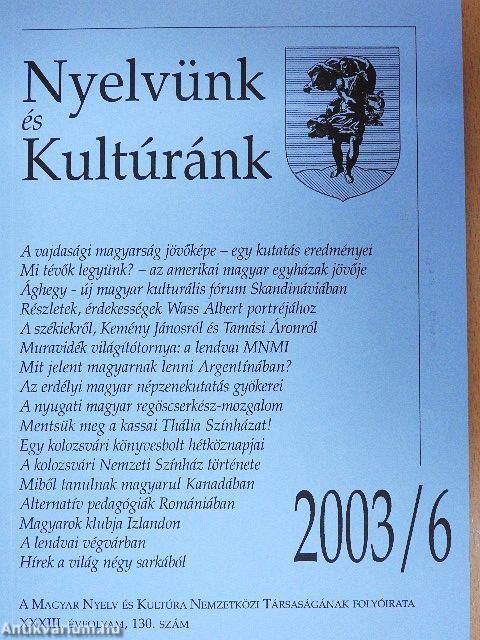 Nyelvünk
és
Kultúránk
A vajdasági magyarság jövőképe – egy kutatás eredményei
Mi tévők legyünk? – az amerikai magyar egyházak jövője
Ághegy - új magyar kulturális fórum Skandináviában
Részletek, érdekességek Wass Albert portréjához
A székiekről, Kemény Jánosról és Tamási Áronról
Muravidék világítótornya: a lendvai MNMI
Mit jelent magyarnak lenni Argentínában?
Az erdélyi magyar népzenekutatás gyökerei
A nyugati magyar regöscserkész-mozgalom
Mentsük meg a kassai Thália Színházat!
Egy kolozsvári könyvesbolt hétköznapjai
A kolozsvári Nemzeti Színház története
Miből tanulnak magyarul Kanadában
Alternatív pedagógiák Romániában
Magyarok klubja Izlandon
A lendvai végvárban
Hírek a világ négy sarkából
2003/6
A MAGYAR NYELV ÉS KULTÚRA NEMZETKÖZI TÁRSASÁGÁNAK FOLYÓIRATA
XXXIII. ÉVFOLYAM, 130. SZÁM
Antikvarium.hu